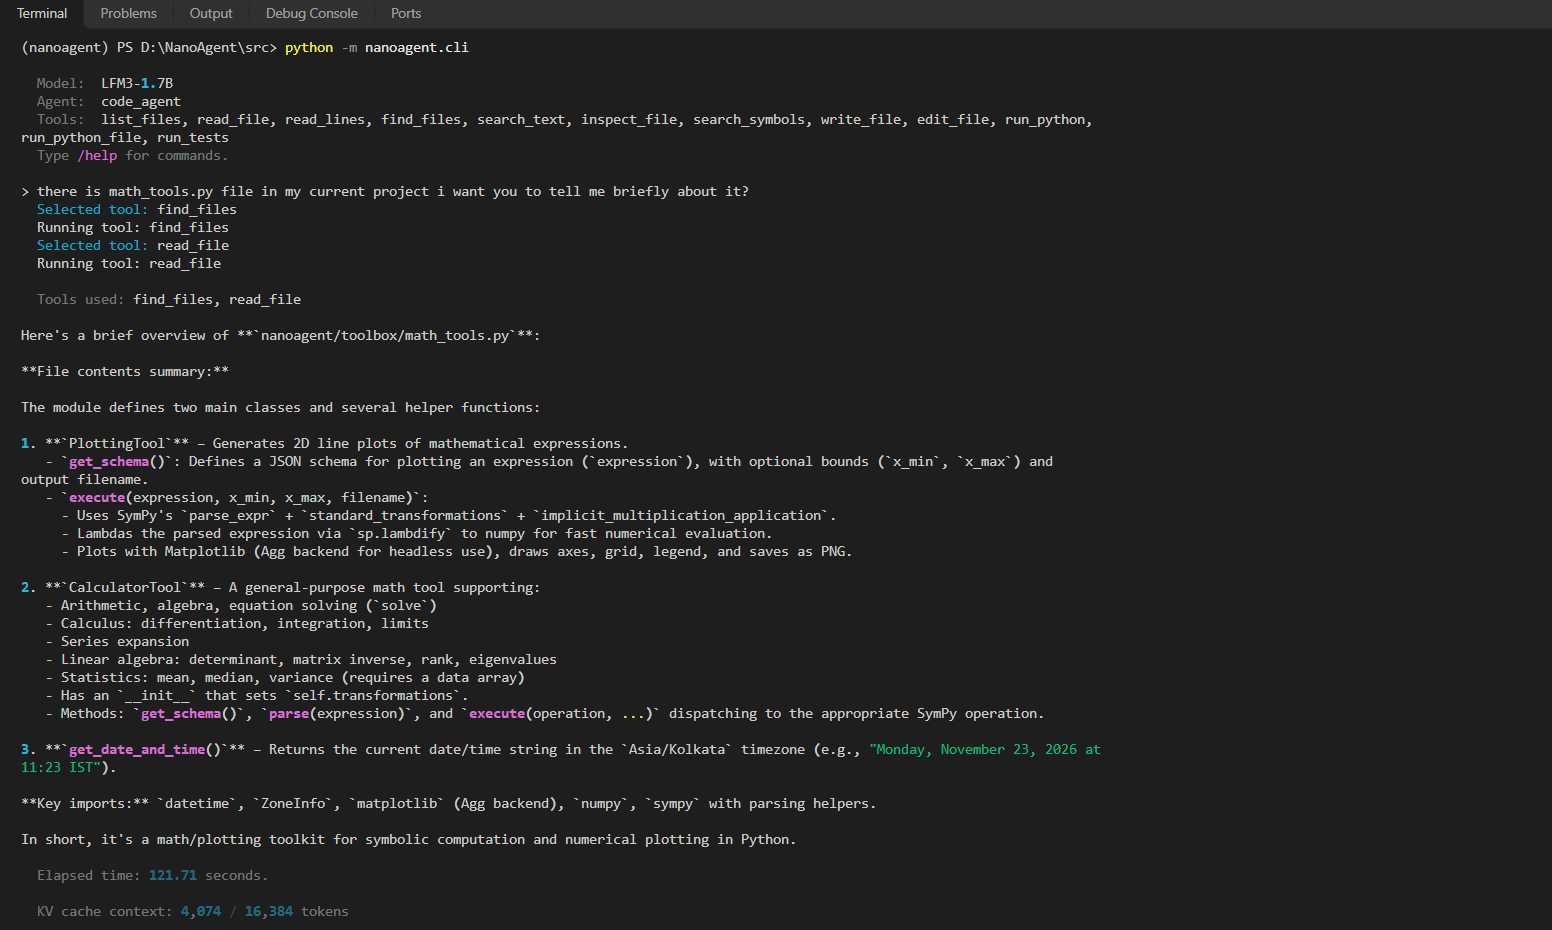 Terminal Problems Output Debug Console Ports
(nanoagent) PS D:\NanoAgent\src> python -m nanoagent.cli
Model: LFM3-1.7B
Agent: code_agent
Tools: list_files, read_file, read_lines, find_files, search_text, inspect_file, search_symbols, write_file, edit_file, run_python,
run_python_file, run_tests
Type /help for commands.
> there is math_tools.py file in my current project i want you to tell me briefly about it?
Selected tool: find_files
Running tool: find_files
Selected tool: read_file
Running tool: read_file
Tools used: find_files, read_file
Here's a brief overview of **`nanoagent/toolbox/math_tools.py`**:
**File contents summary:**
The module defines two main classes and several helper functions:
1. **`PlottingTool`** – Generates 2D line plots of mathematical expressions.
- `get_schema()`: Defines a JSON schema for plotting an expression (`expression`), with optional bounds (`x_min`, `x_max`) and
output filename.
- `execute(expression, x_min, x_max, filename)`:
- Uses SymPy's `parse_expr` + `standard_transformations` + `implicit_multiplication_application`.
- Lambdas the parsed expression via `sp.lambdify` to numpy for fast numerical evaluation.
- Plots with Matplotlib (Agg backend for headless use), draws axes, grid, legend, and saves as PNG.
2. **`CalculatorTool`** – A general-purpose math tool supporting:
- Arithmetic, algebra, equation solving (`solve`)
- Calculus: differentiation, integration, limits
- Series expansion
- Linear algebra: determinant, matrix inverse, rank, eigenvalues
- Statistics: mean, median, variance (requires a data array)
- Has an `__init__` that sets `self.transformations`.
- Methods: `get_schema()`, `parse(expression)`, and `execute(operation, ...)` dispatching to the appropriate SymPy operation.
3. **`get_date_and_time()`** – Returns the current date/time string in the `Asia/Kolkata` timezone (e.g., "Monday, November 23, 2026 at
11:23 IST").
**Key imports:** `datetime`, `ZoneInfo`, `matplotlib` (Agg backend), `numpy`, `sympy` with parsing helpers.
In short, it's a math/plotting toolkit for symbolic computation and numerical plotting in Python.
Elapsed time: 121.71 seconds.
KV cache context: 4,074 / 16,384 tokens